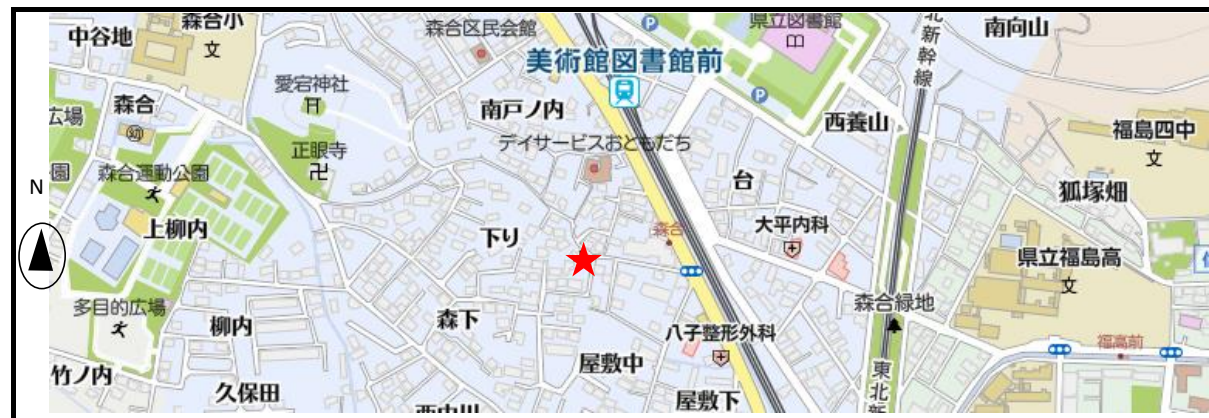 中谷地
森合小
文
森合区民会館
美術館図書館前
県立図書館
P
東北新幹線
南向山
愛宕神社
南戸ノ内
P
西養山
福島四中
文
広場
森合
幼
デイサービスおともだち
正眼寺
卍
園
森合運動公園
台
狐塚畑
N
上柳内
下り
森合
大平内科
県立福島高
文
多目的広場
柳内
森下
森合緑地
八子整形外科
福高前
竹ノ内
久保田
屋敷中
屋敷下
東北新